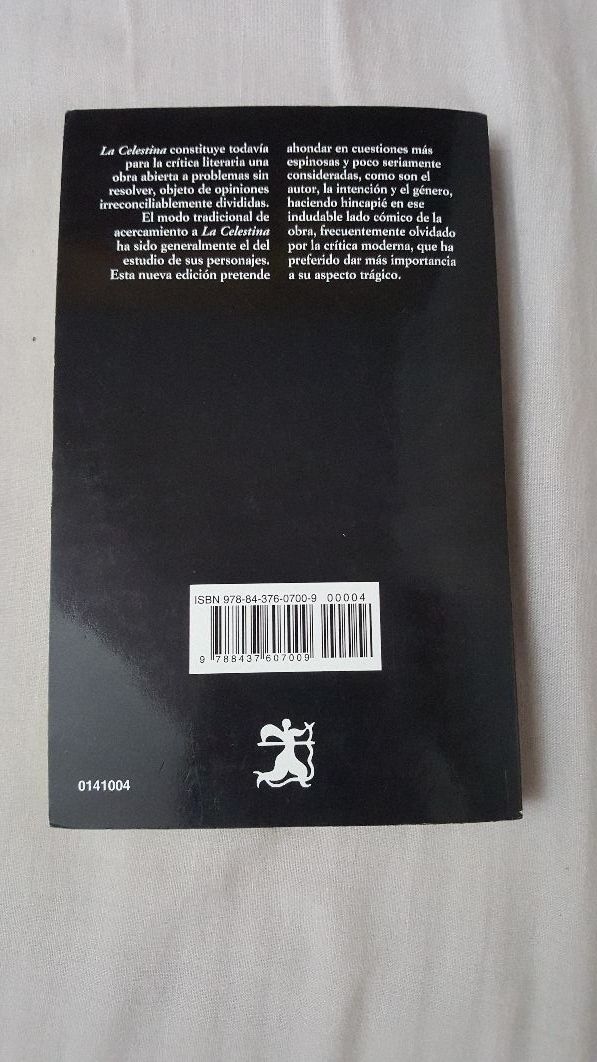 La Celestina constituye todavía
para la crítica literaria una
obra abierta a problemas sin
resolver, objeto de opiniones
irreconciliablemente divididas.
El modo tradicional de
acercamiento a La Celestina
ha sido generalmente el del
estudio de sus personajes.
Esta nueva edición pretende
ahondar en cuestiones más
espinosas y poco seriamente
consideradas, como son el
autor, la intención y el género,
haciendo hincapié en ese
indudable lado cómico de la
obra, frecuentemente olvidado
por la crítica moderna, que ha
preferido dar más importancia
a su aspecto trágico.
ISBN 978-84-376-0700-9 00004
9 788437 607009
0141004